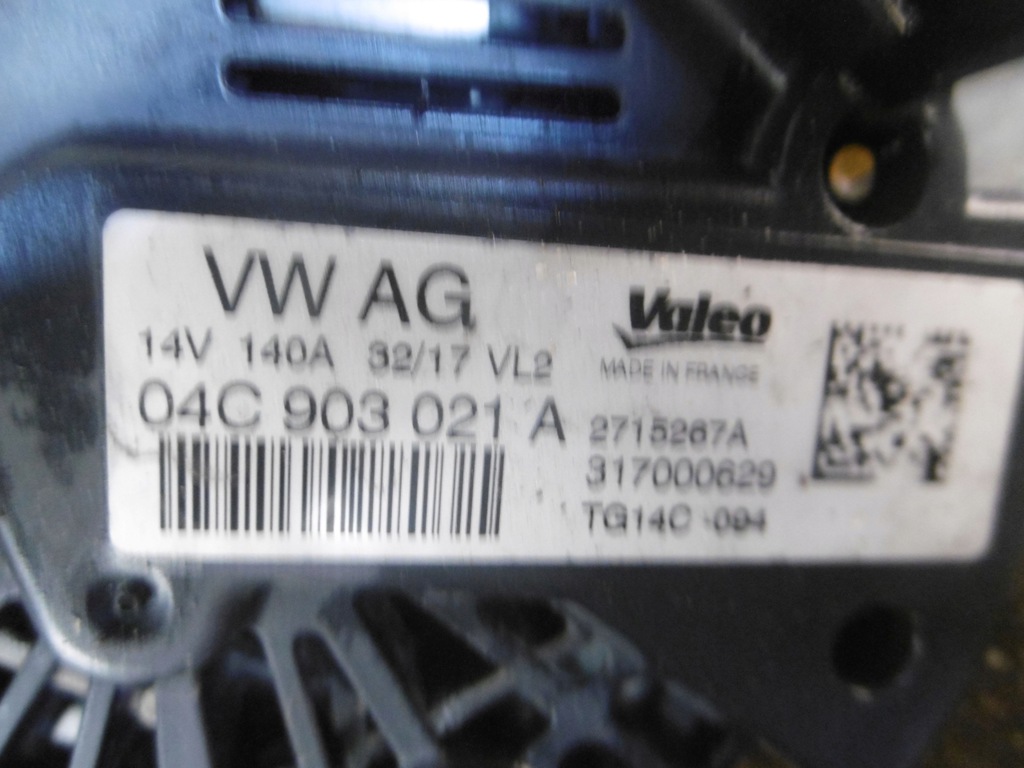 VW AG
14V 140A 32/17 VL2
04C 903 021 A
Valeo
MADE IN FRANCE
2715267A
317000629
TG14C 094